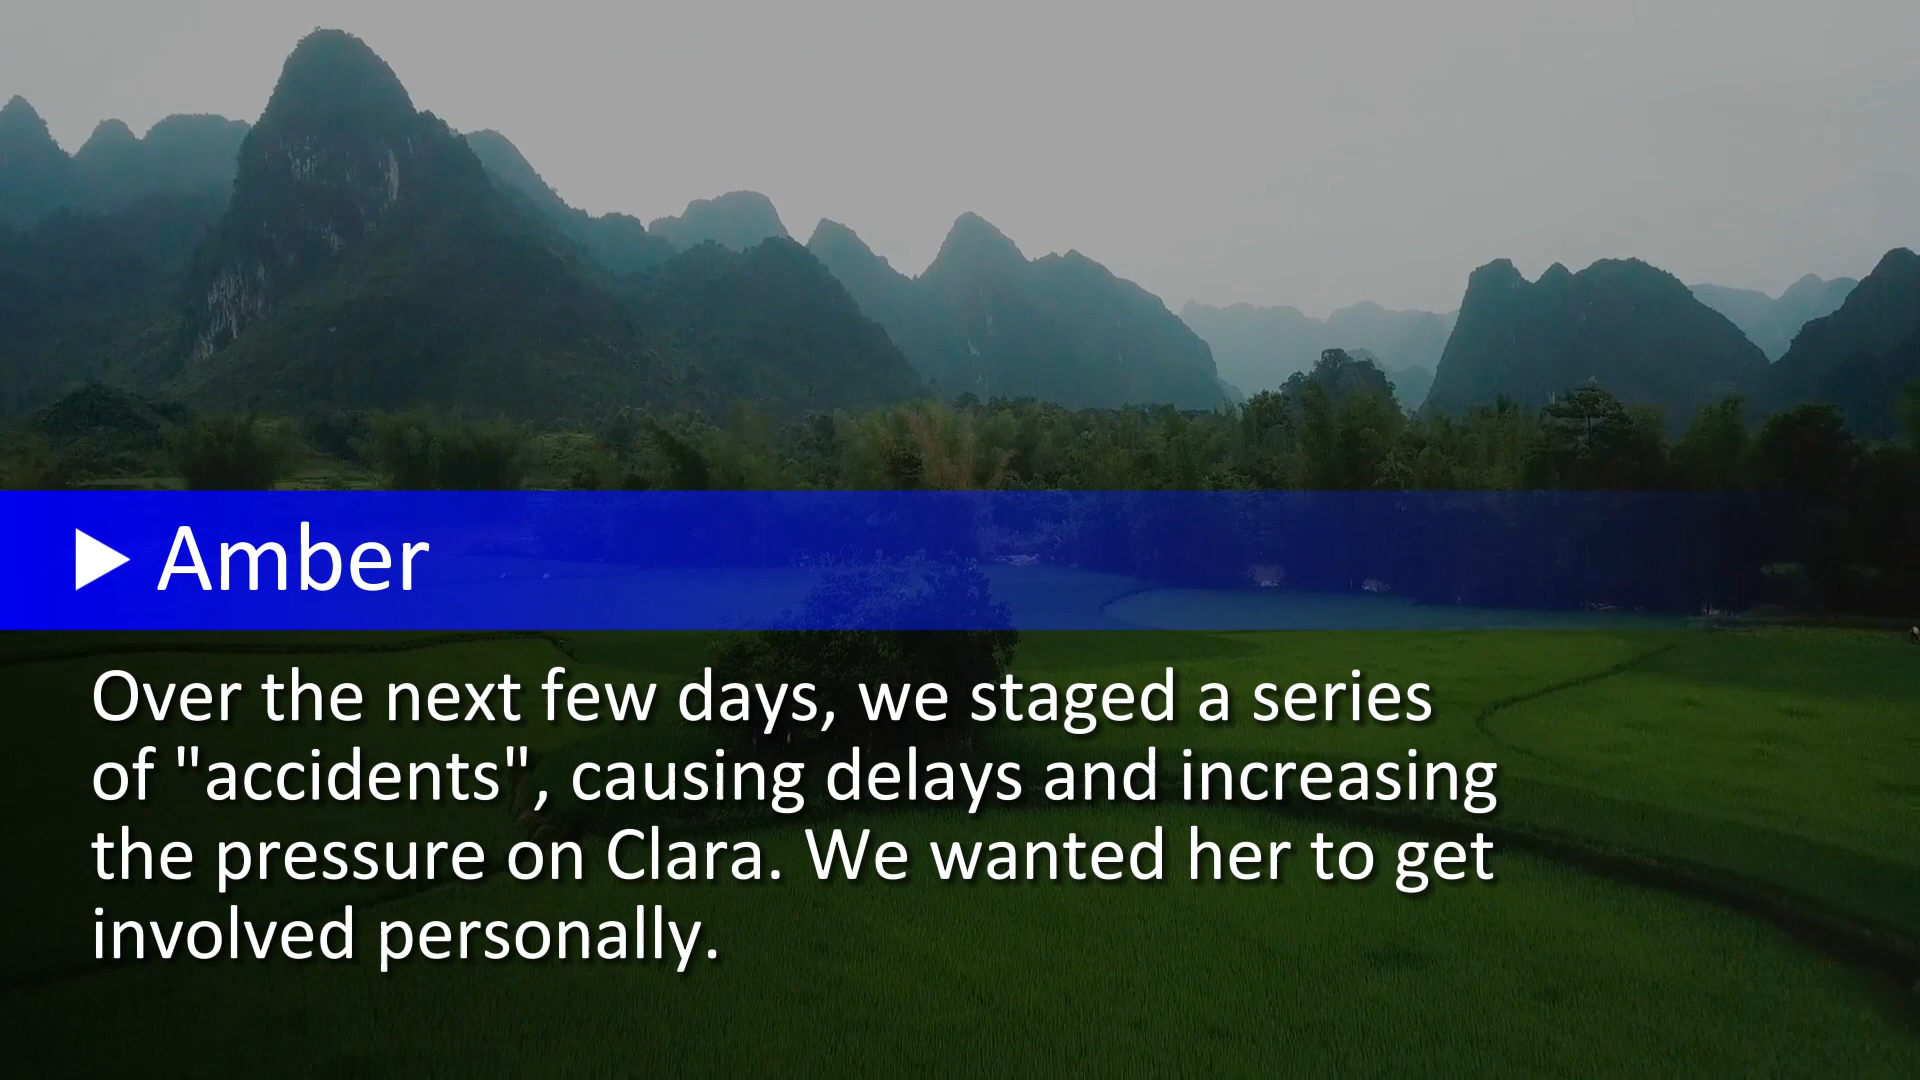 Amber
Over the next few days, we staged a series
of "accidents", causing delays and increasing
the pressure on Clara. We wanted her to get
involved personally.